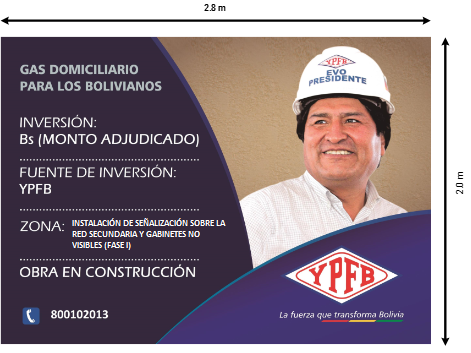 2.8 m
GAS DOMICILIARIO
PARA LOS BOLIVIANOS
INVERSIÓN:
Bs (MONTO ADJUDICADO)
FUENTE DE INVERSIÓN:
YPFB
ZONA: INSTALACIÓN DE SEÑALIZACIÓN SOBRE LA
RED SECUNDARIA Y GABINETES NO
VISIBLES (FASE I)
OBRA EN CONSTRUCCIÓN
800102013
YPFB
EVO
PRESIDENTE
YPFB
La fuerza que transforma Bolivia
2.0 m